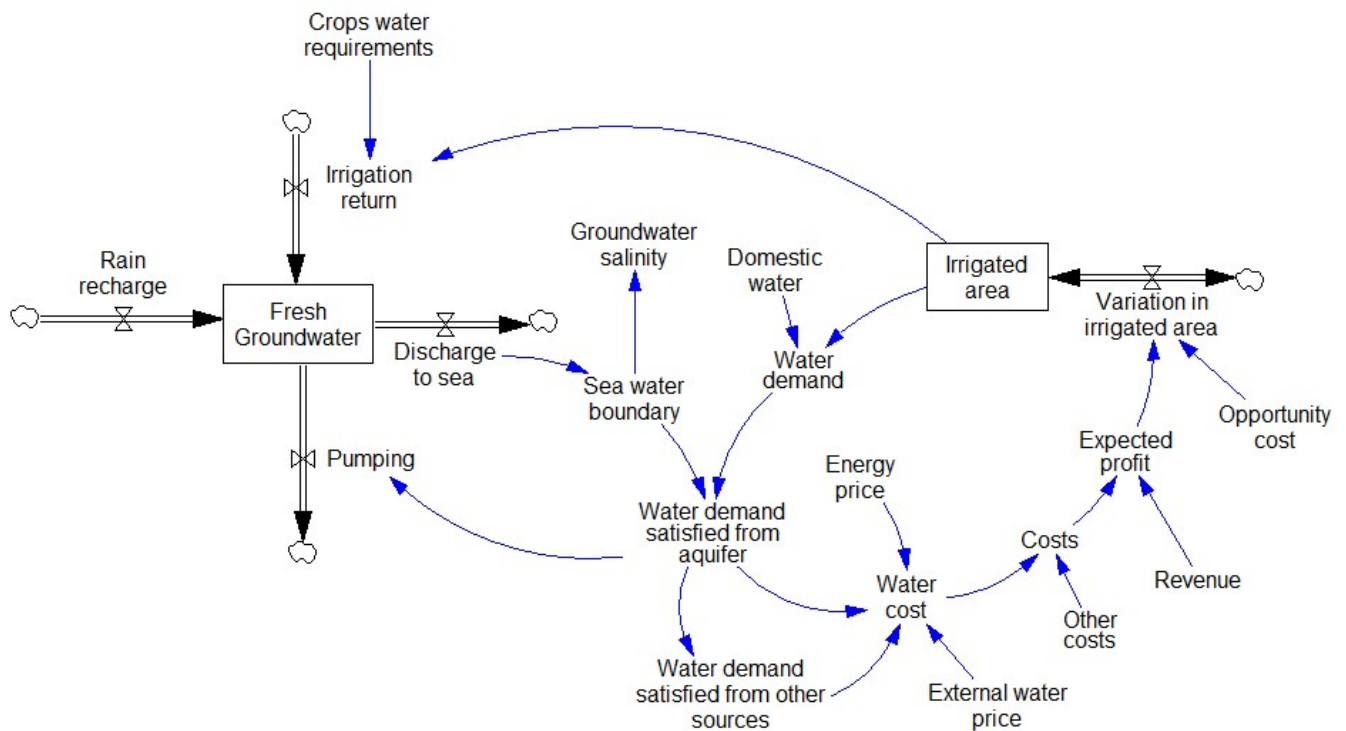 Crops water
requirements
Irrigation
return
Rain
recharge
Fresh
Groundwater
Discharge
to sea
Pumping
Groundwater
salinity
Sea water
boundary
Domestic
water
Water
demand
Irrigated
area
Variation in
irrigated area
Opportunity
cost
Expected
profit
Revenue
Costs
Other
costs
Energy
price
Water
cost
External water
price
Water demand
satisfied from
aquifer
Water demand
satisfied from other
sources